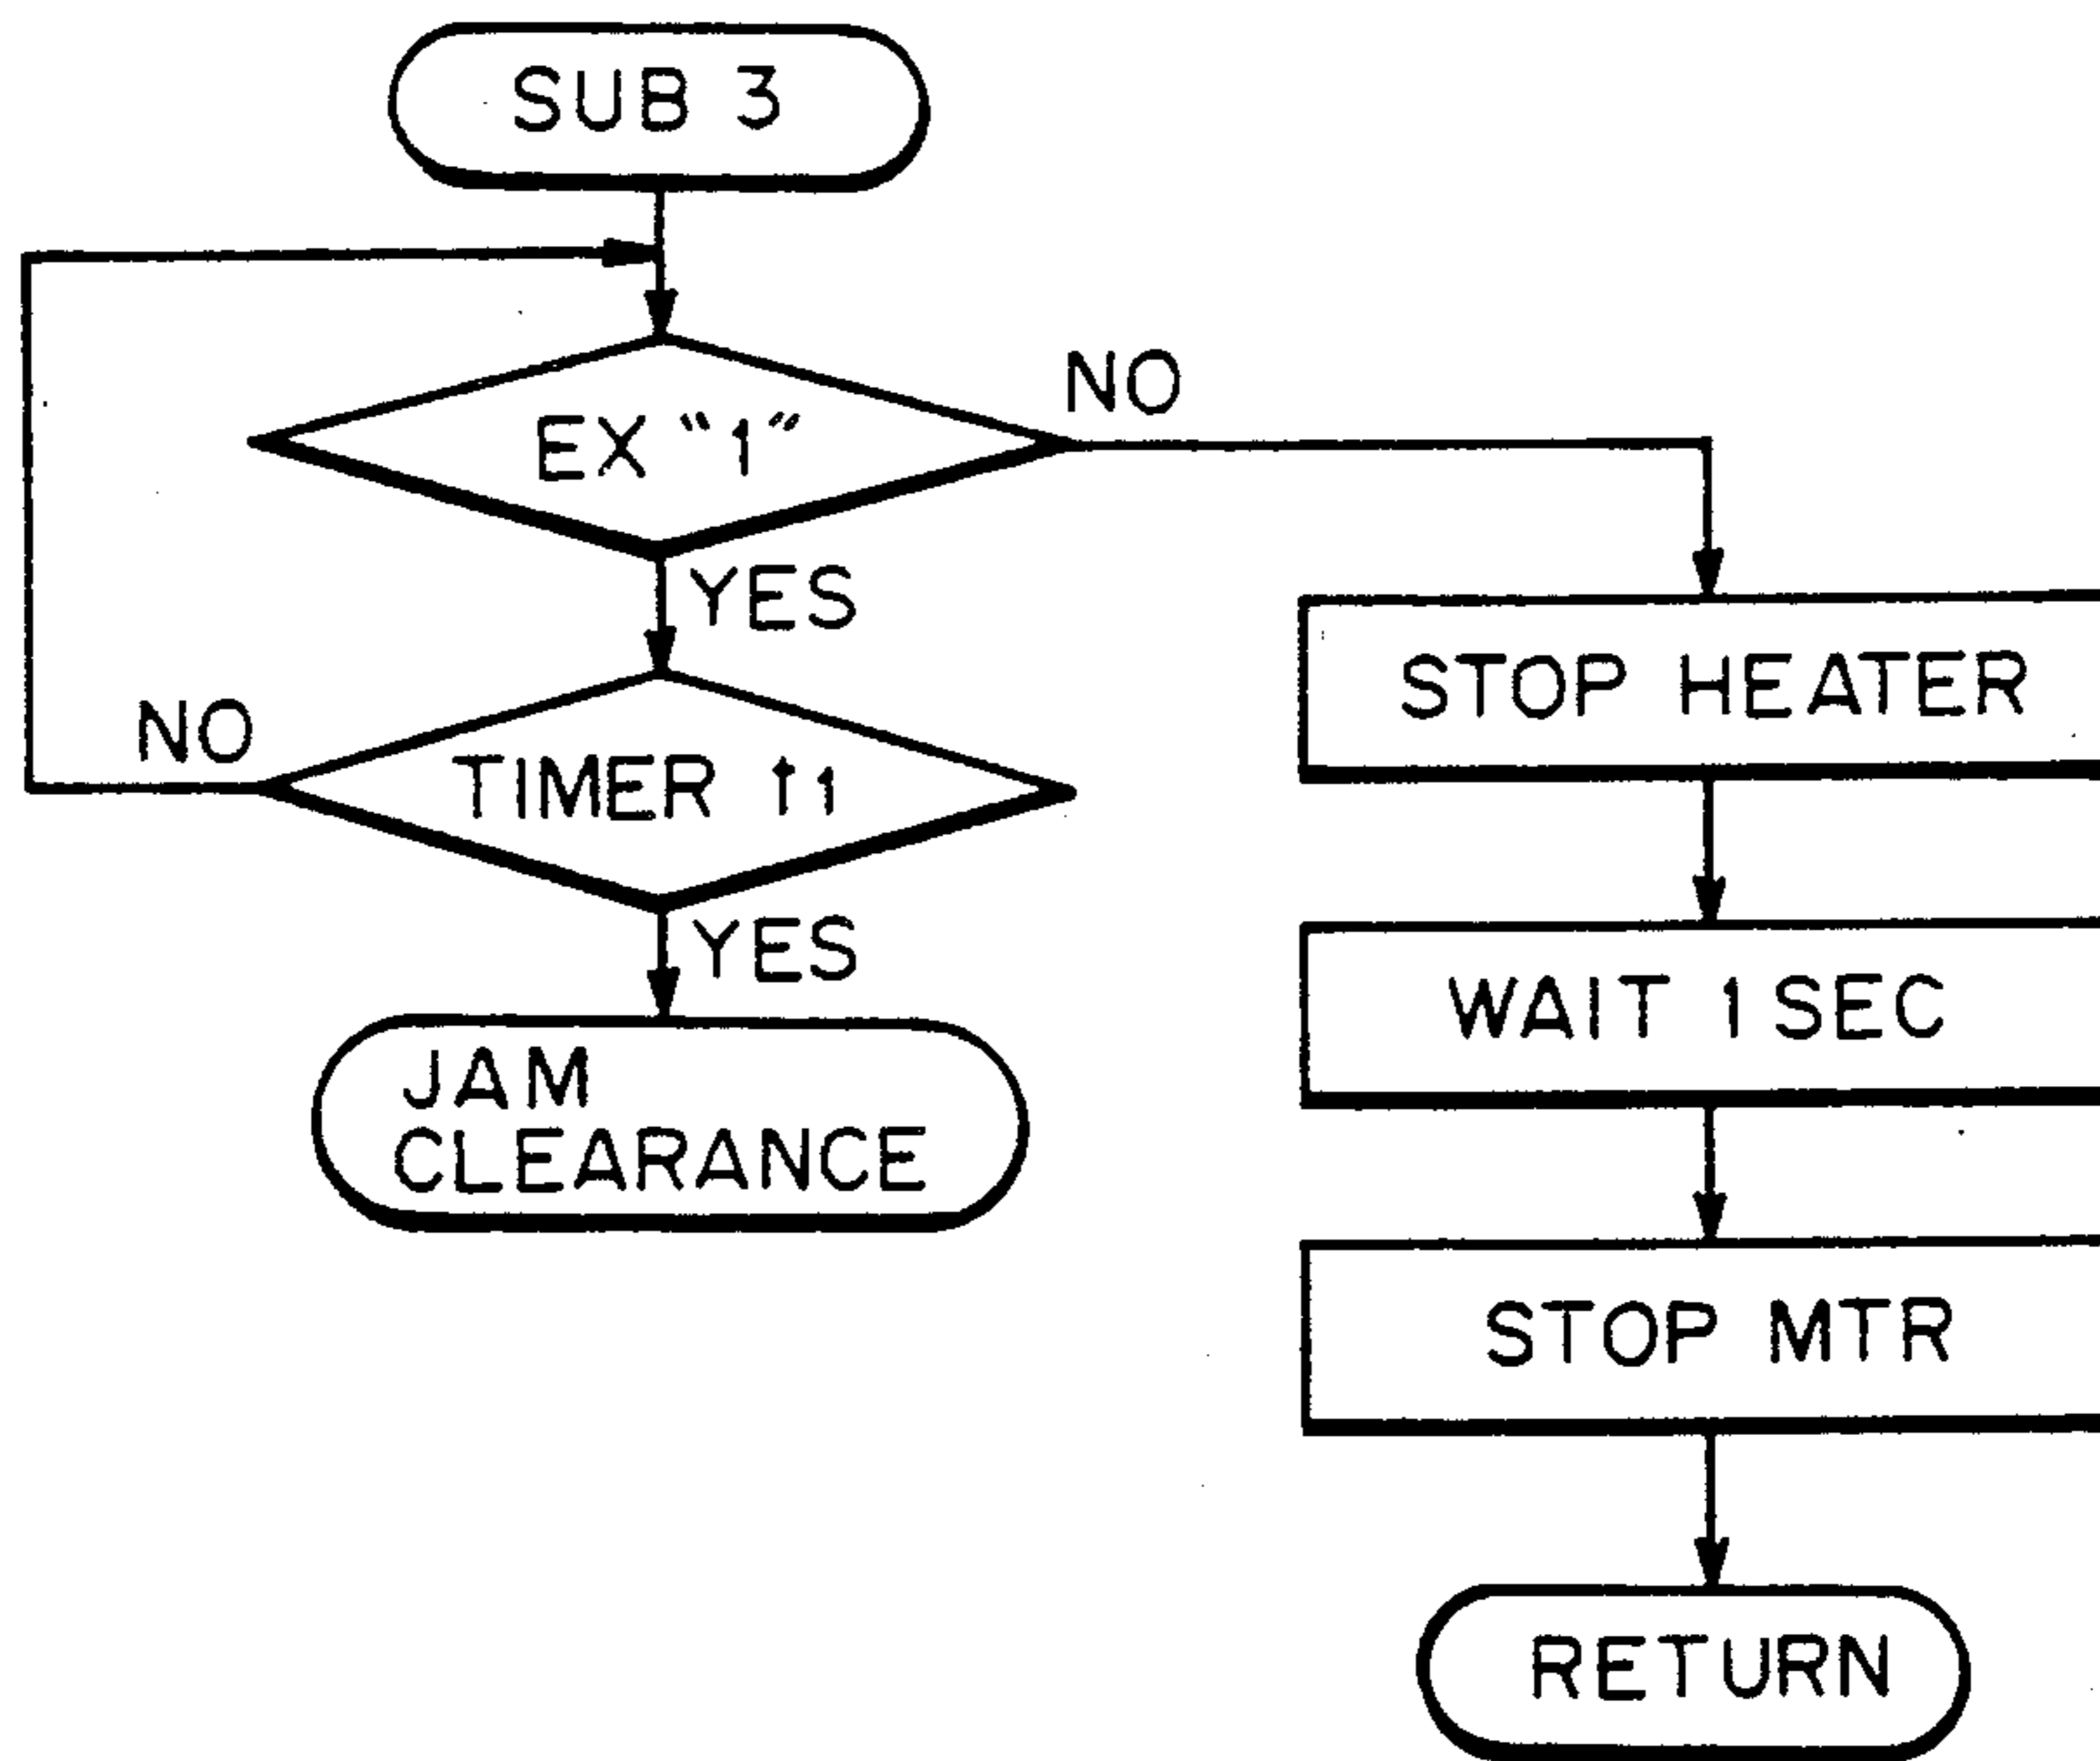 SUB 3
EX "1"
NO
YES
NO
TIMER t1
YES
JAM
CLEARANCE
STOP HEATER
WAIT 1 SEC
STOP MTR
RETURN